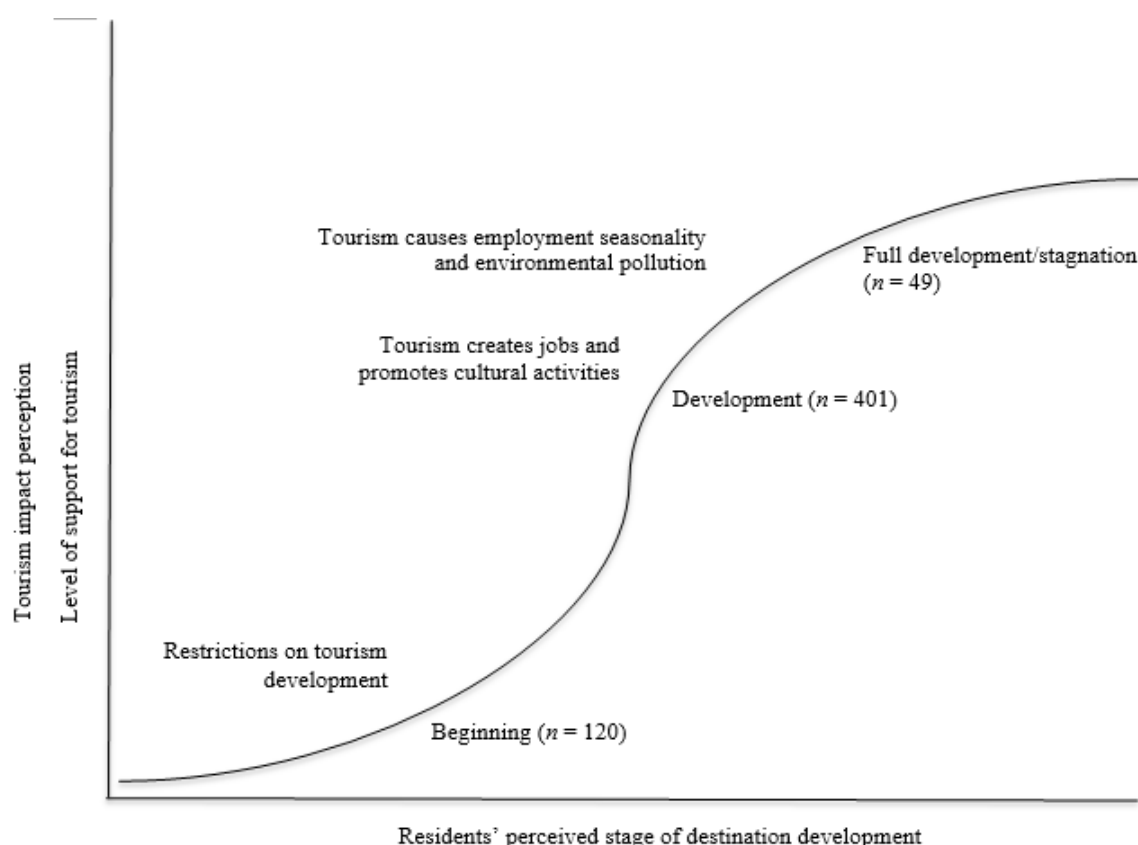 Tourism causes employment seasonality
and environmental pollution
Full development/stagnation
(n = 49)
Tourism creates jobs and
promotes cultural activities
Development (n = 401)
Tourism impact perception
Level of support for tourism
Restrictions on tourism
development
Beginning (n = 120)
Residents’ perceived stage of destination development